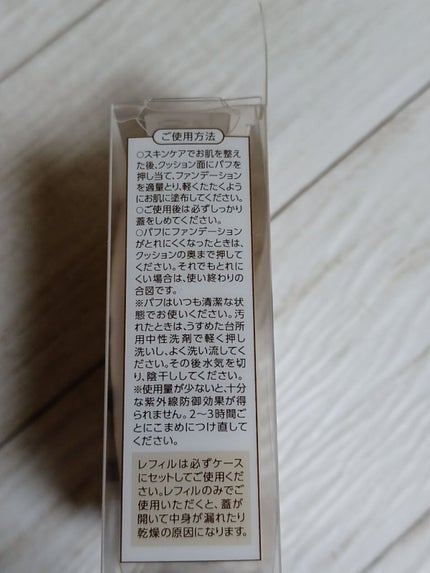 ご使用方法
○スキンケアでお肌を整え
た後、クッション面にパフを
押し当て、ファンデーション
を適量とり、軽くたたくよう
にお肌に塗布してください。
○ご使用後は必ずしっかり
蓋をしめてください。
○パフにファンデーション
がとれにくくなったときは、
クッションの奥まで押して
ください。それでもとれに
くい場合は、使い終わりの
合図です。
※パフはいつも清潔な状
態でお使いください。汚
れたときは、うすめた台所
用中性洗剤で軽く押し
洗いし、よく洗い流してく
ださい。その後水気を切
り、陰干ししてください。
※使用量が少ないと、十分
な紫外線防御効果が得
られません。2～3時間ご
とにこまめにつけ直して
ください。
レフィルは必ずケース
にセットしてご使用くだ
さい。レフィルのみでご
使用いただくと、蓋が
開いて中身が漏れたり
乾燥の原因になります。